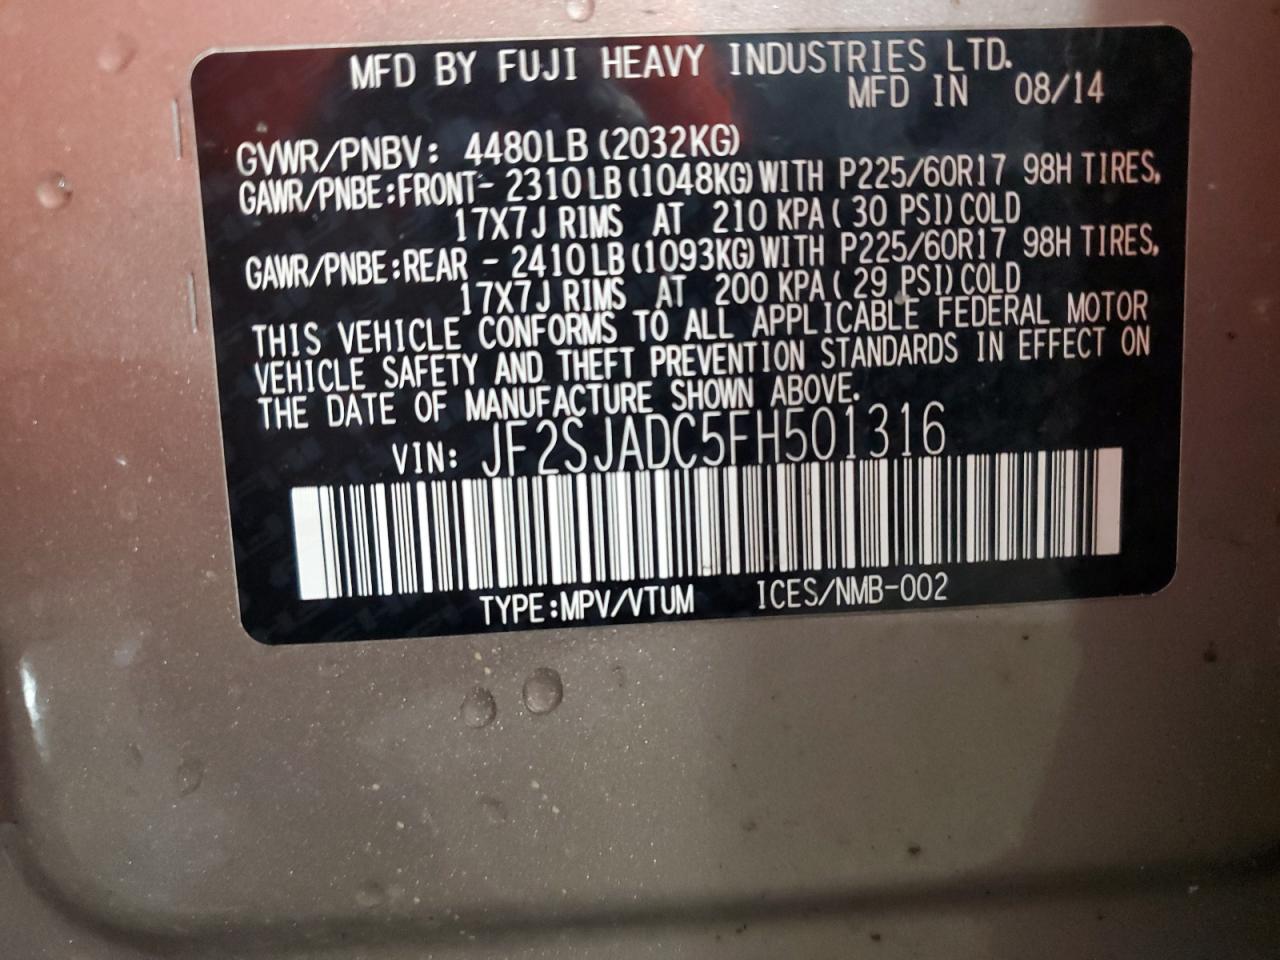 MFD BY FUJI HEAVY INDUSTRIES LTD.
MFD IN 08/14
GVWR/PNBV: 4480LB (2032KG)
GAWR/PNBE:FRONT- 2310LB (1048KG) WITH P225/60R17 98H TIRES,
17X7J RIMS AT 210 KPA ( 30 PSI) COLD
GAWR/PNBE:REAR - 2410LB (1093KG) WITH P225/60R17 98H TIRES,
17X7J RIMS AT 200 KPA ( 29 PSI) COLD
THIS VEHICLE CONFORMS TO ALL APPLICABLE FEDERAL MOTOR
VEHICLE SAFETY AND THEFT PREVENTION STANDARDS IN EFFECT ON
THE DATE OF MANUFACTURE SHOWN ABOVE.
VIN: JF2SJADC5FH501316
TYPE:MPV/VTUM ICES/NMB-002